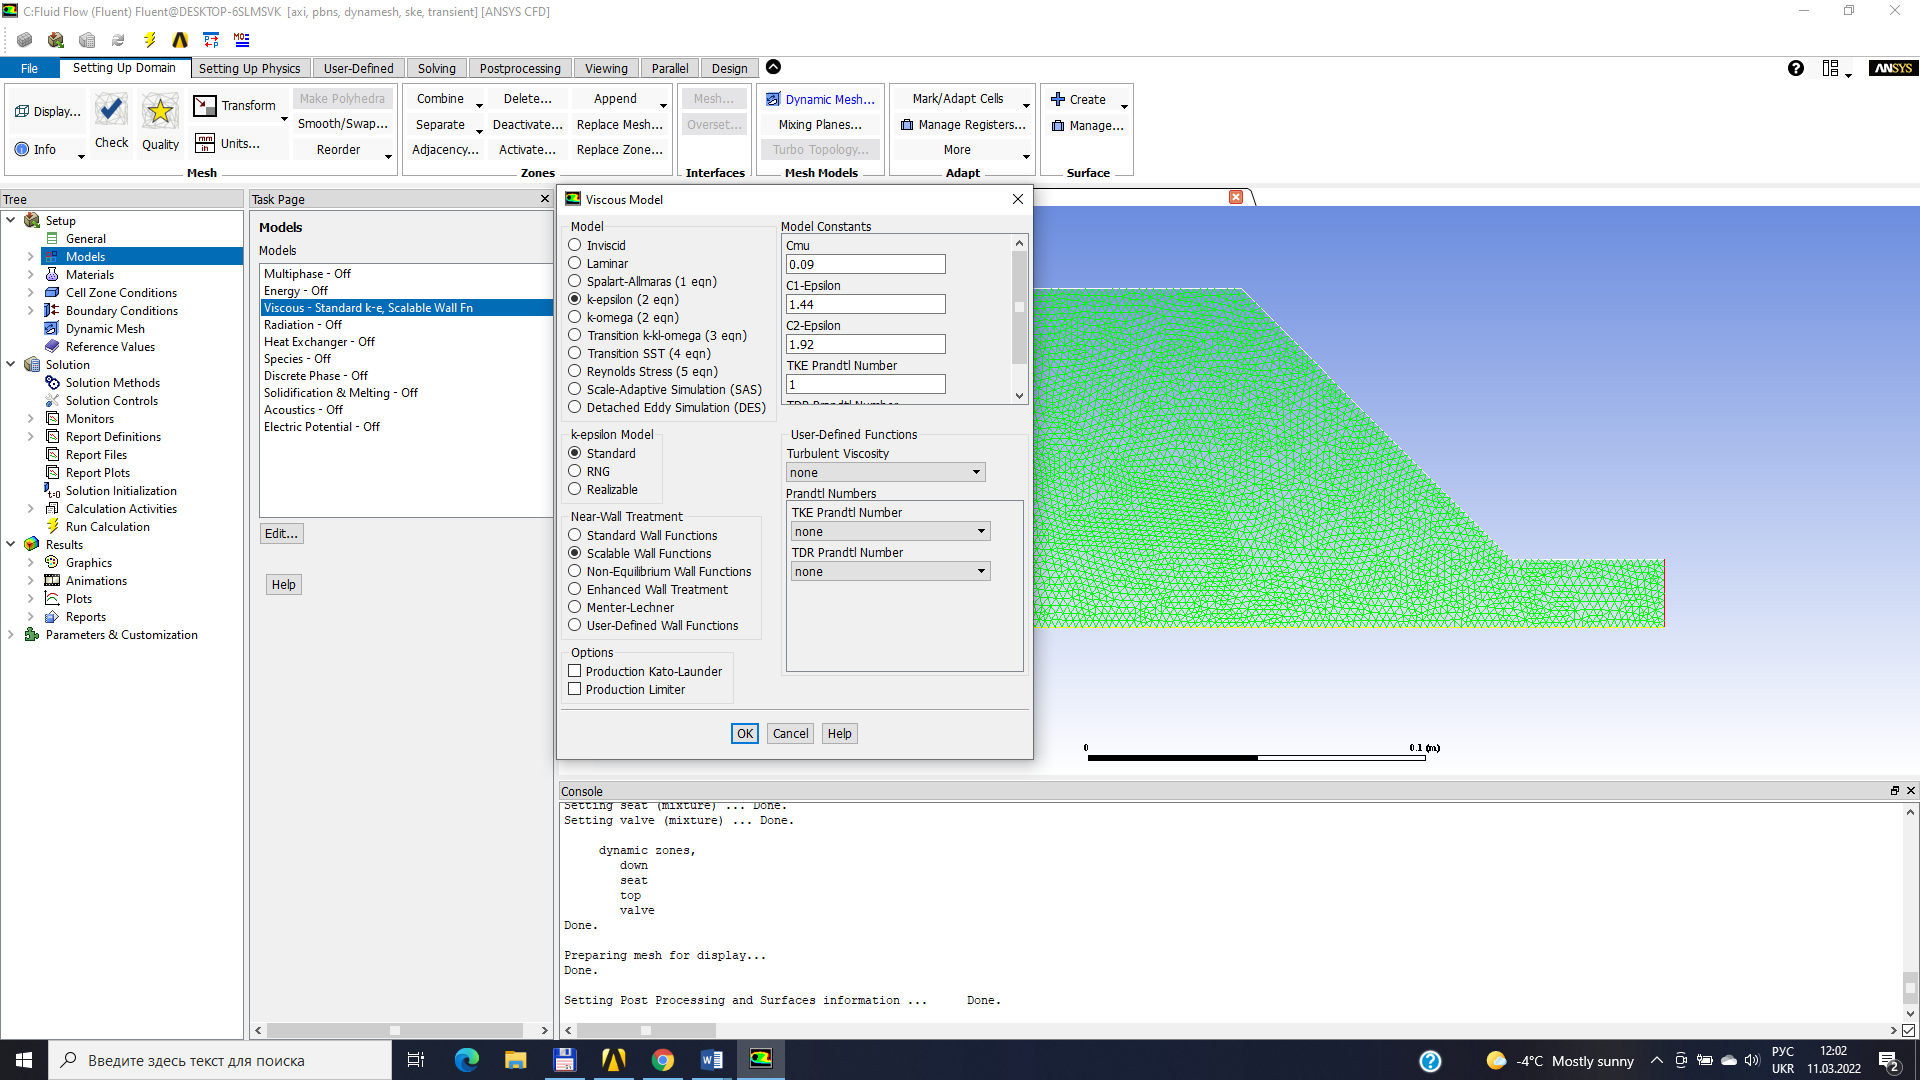 C:Fluid Flow (Fluent) Fluent@DESKTOP-6SLMSVK [axi, pbns, dynamesh, ske, transient] [ANSYS CFD]
File
Setting Up Domain
Setting Up Physics
User-Defined
Solving
Postprocessing
Viewing
Parallel
Design
ANSYS
Display...
Info
Check
Quality
Transform
Units...
Make Polyhedra
Smooth/Swap...
Reorder
Mesh
Combine
Separate
Adjacency...
Delete...
Deactivate...
Activate...
Append
Replace Mesh...
Replace Zone...
Zones
Mesh...
Overset...
Interfaces
Dynamic Mesh...
Mixing Planes...
Turbo Topology...
Mesh Models
Mark/Adapt Cells
Manage Registers...
More
Adapt
Create
Manage...
Surface
Tree
Setup
General
Models
Materials
Cell Zone Conditions
Boundary Conditions
Dynamic Mesh
Reference Values
Solution
Solution Methods
Solution Controls
Monitors
Report Definitions
Report Files
Report Plots
Solution Initialization
Calculation Activities
Run Calculation
Results
Graphics
Animations
Plots
Reports
Parameters & Customization
Task Page
Models
Models
Multiphase - Off
Energy - Off
Viscous - Standard k-e, Scalable Wall Fn
Radiation - Off
Heat Exchanger - Off
Species - Off
Discrete Phase - Off
Solidification & Melting - Off
Acoustics - Off
Electric Potential - Off
Edit...
Help
Viscous Model
Model
Inviscid
Laminar
Spalart-Allmaras (1 eqn)
k-epsilon (2 eqn)
k-omega (2 eqn)
Transition k-kl-omega (3 eqn)
Transition SST (4 eqn)
Reynolds Stress (5 eqn)
Scale-Adaptive Simulation (SAS)
Detached Eddy Simulation (DES)
k-epsilon Model
Standard
RNG
Realizable
Near-Wall Treatment
Standard Wall Functions
Scalable Wall Functions
Non-Equilibrium Wall Functions
Enhanced Wall Treatment
Menter-Lechner
User-Defined Wall Functions
Options
Production Kato-Launder
Production Limiter
Model Constants
Cmu
0.09
C1-Epsilon
1.44
C2-Epsilon
1.92
TKE Prandtl Number
1
TDR Prandtl Number
User-Defined Functions
Turbulent Viscosity
none
Prandtl Numbers
TKE Prandtl Number
none
TDR Prandtl Number
none
OK
Cancel
Help
0
0.1 (m)
Console
Setting seat (mixture) ... Done.
Setting valve (mixture) ... Done.
dynamic zones,
down
seat
top
valve
Done.
Preparing mesh for display...
Done.
Setting Post Processing and Surfaces information ... Done.
Введите здесь текст для поиска
-4°C Mostly sunny
РУС
UKR
12:02
11.03.2022
2